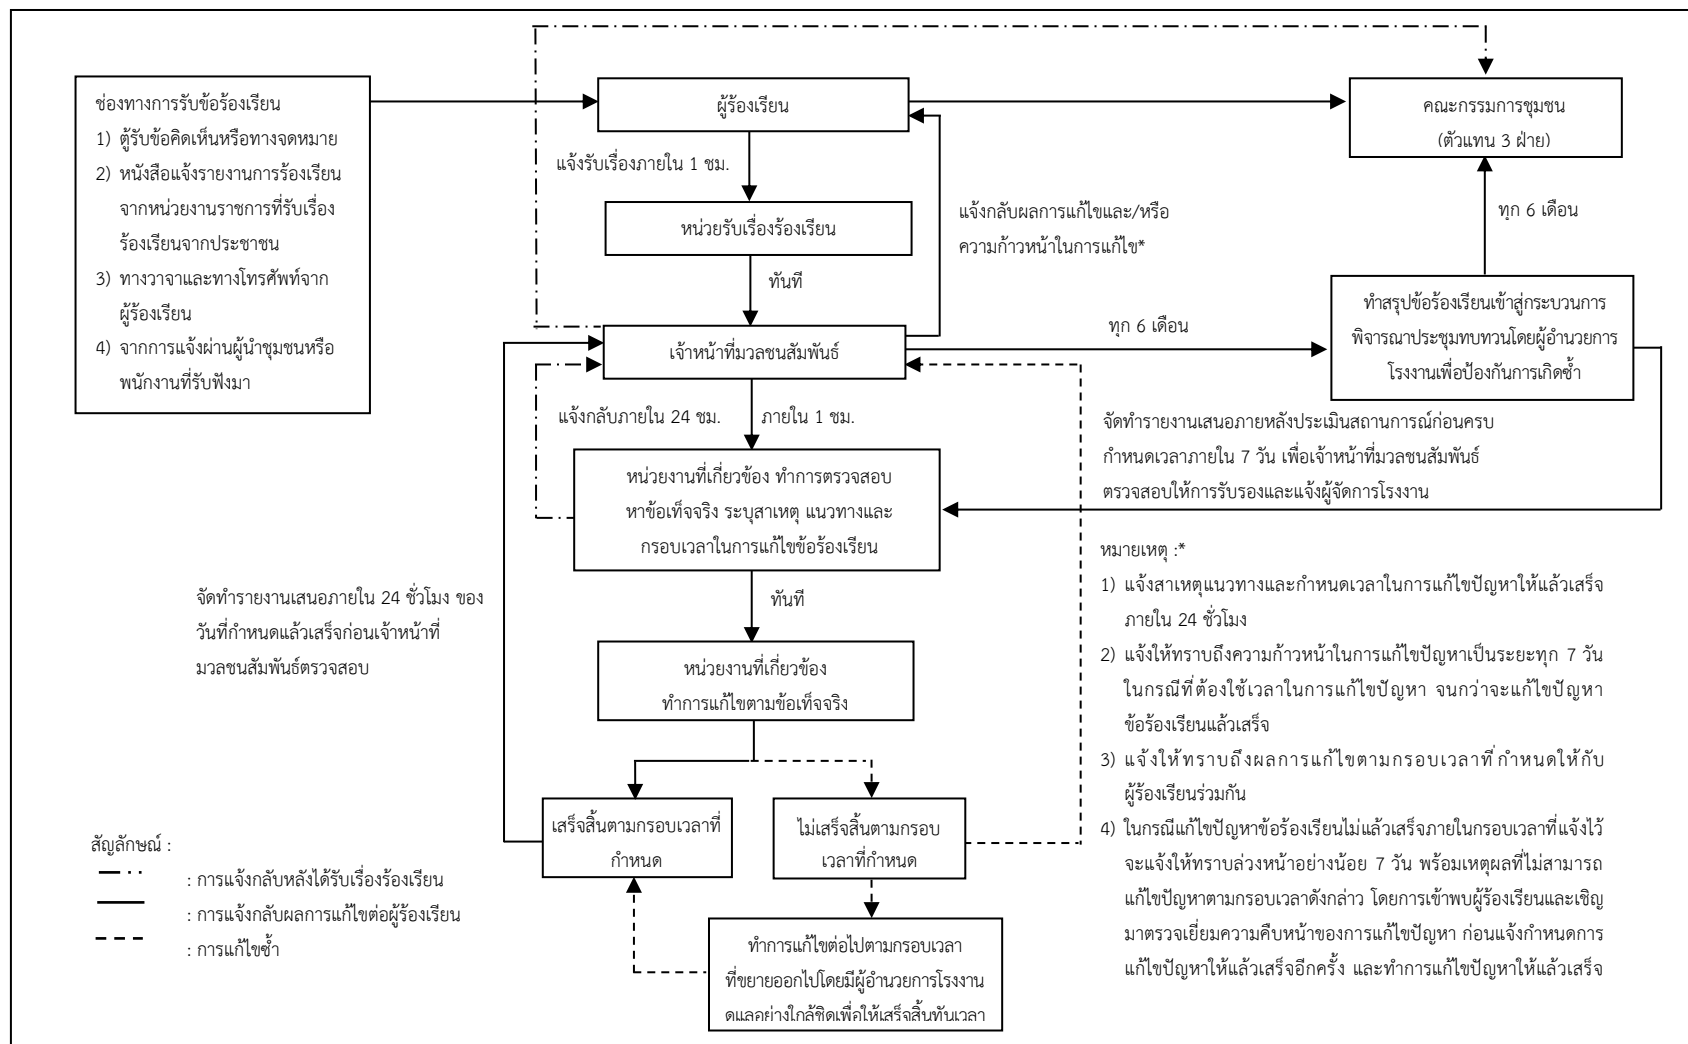 ช่องทางการรับข้อร้องเรียน
1) ตู้รับข้อคิดเห็นหรือทางจดหมาย
2) หนังสือแจ้งรายงานการร้องเรียน
จากหน่วยงานราชการที่รับเรื่อง
ร้องเรียนจากประชาชน
3) ทางวาจาและทางโทรศัพท์จาก
ผู้ร้องเรียน
4) จากการแจ้งผ่านผู้นำชุมชนหรือ
พนักงานที่รับฟังมา
ผู้ร้องเรียน
คณะกรรมการชุมชน
(ตัวแทน 3 ฝ่าย)
แจ้งรับเรื่องภายใน 1 ชม.
หน่วยรับเรื่องร้องเรียน
แจ้งกลับผลการแก้ไขและ/หรือ
ความก้าวหน้าในการแก้ไข*
ทุก 6 เดือน
ทันที
เจ้าหน้าที่มวลชนสัมพันธ์
ทุก 6 เดือน
ทำสรุปข้อร้องเรียนเข้าสู่กระบวนการ
พิจารณาประชุมทบทวนโดยผู้อำนวยการ
โรงงานเพื่อป้องกันการเกิดซ้ำ
แจ้งกลับภายใน 24 ชม.
ภายใน 1 ชม.
จัดทำรายงานเสนอภายหลังประเมินสถานการณ์ก่อนครบ
กำหนดเวลาภายใน 7 วัน เพื่อเจ้าหน้าที่มวลชนสัมพันธ์
ตรวจสอบให้การรับรองและแจ้งผู้จัดการโรงงาน
หน่วยงานที่เกี่ยวข้อง ทำการตรวจสอบ
หาข้อเท็จจริง ระบุสาเหตุ แนวทางและ
กรอบเวลาในการแก้ไขข้อร้องเรียน
ทันที
จัดทำรายงานเสนอภายใน 24 ชั่วโมง ของ
วันที่กำหนดแล้วเสร็จก่อนเจ้าหน้าที่
มวลชนสัมพันธ์ตรวจสอบ
หน่วยงานที่เกี่ยวข้อง
ทำการแก้ไขตามข้อเท็จจริง
เสร็จสิ้นตามกรอบเวลาที่
กำหนด
ไม่เสร็จสิ้นตามกรอบ
เวลาที่กำหนด
ทำการแก้ไขต่อไปตามกรอบเวลา
ที่ขยายออกไปโดยมีผู้อำนวยการโรงงาน
ดูแลอย่างใกล้ชิดเพื่อให้เสร็จสิ้นทันเวลา
หมายเหตุ :*
1) แจ้งสาเหตุแนวทางและกำหนดเวลาในการแก้ไขปัญหาให้แล้วเสร็จ
ภายใน 24 ชั่วโมง
2) แจ้งให้ทราบถึงความก้าวหน้าในการแก้ไขปัญหาเป็นระยะทุก 7 วัน
ในกรณีที่ต้องใช้เวลาในการแก้ไขปัญหา จนกว่าจะแก้ไขปัญหา
ข้อร้องเรียนแล้วเสร็จ
3) แจ้งให้ทราบถึงผลการแก้ไขตามกรอบเวลาที่กำหนดให้กับ
ผู้ร้องเรียนร่วมกัน
4) ในกรณีแก้ไขปัญหาข้อร้องเรียนไม่แล้วเสร็จภายในกรอบเวลาที่แจ้งไว้
จะแจ้งให้ทราบล่วงหน้าอย่างน้อย 7 วัน พร้อมเหตุผลที่ไม่สามารถ
แก้ไขปัญหาตามกรอบเวลาดังกล่าว โดยการเข้าพบผู้ร้องเรียนและเชิญ
มาตรวจเยี่ยมความคืบหน้าของการแก้ไขปัญหา ก่อนแจ้งกำหนดการ
แก้ไขปัญหาให้แล้วเสร็จอีกครั้ง และทำการแก้ไขปัญหาให้แล้วเสร็จ
สัญลักษณ์ :
: การแจ้งกลับหลังได้รับเรื่องร้องเรียน
: การแจ้งกลับผลการแก้ไขต่อผู้ร้องเรียน
: การแก้ไขซ้ำ